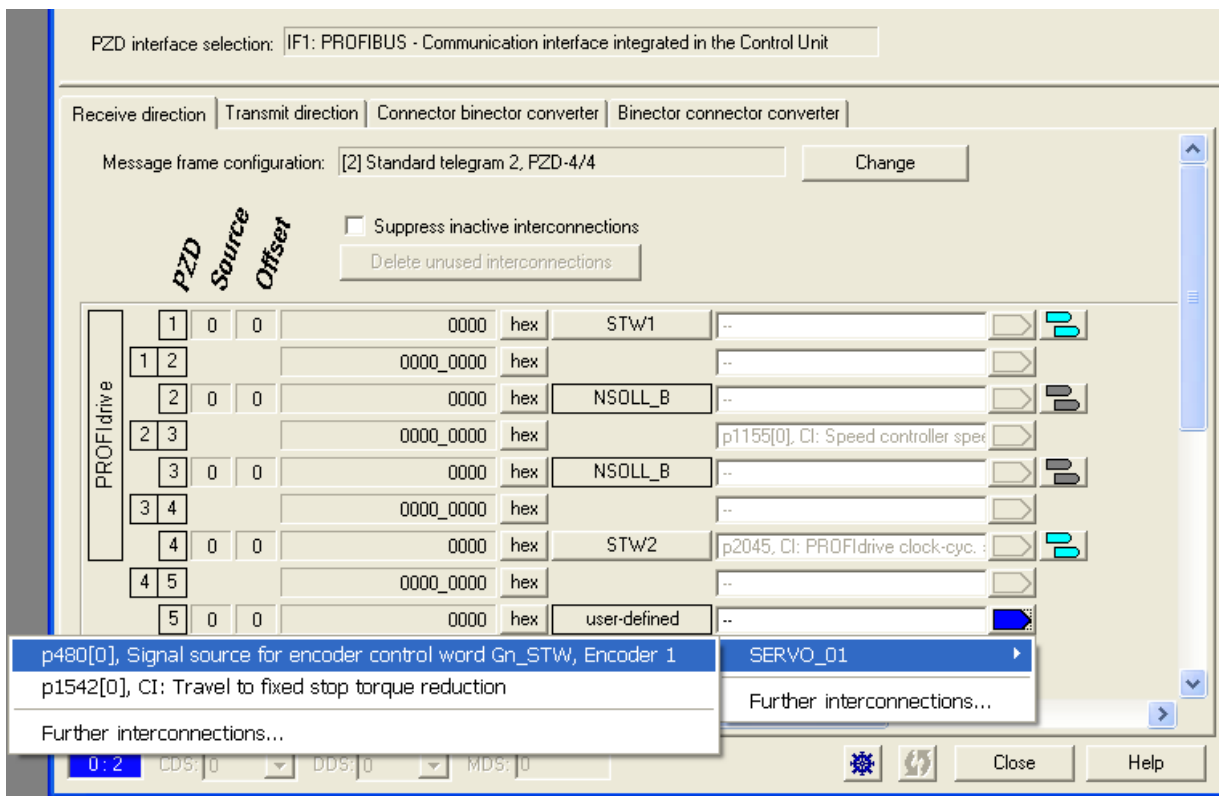 PZD interface selection: IF1: PROFIBUS - Communication interface integrated in the Control Unit
Receive direction Transmit direction Connector binector converter Binector connector converter
Message frame configuration: [2] Standard telegram 2, PZD-4/4 Change
PZD Source Offset
Suppress inactive interconnections
Delete unused interconnections
PROFIdrive
1 0 0 0000 hex STW1 --
1 2 0000_0000 hex --
2 0 0 0000 hex NSOLL_B --
2 3 0000_0000 hex p1155[0], CI: Speed controller spee
3 0 0 0000 hex NSOLL_B --
3 4 0000_0000 hex --
4 0 0 0000 hex STW2 p2045, CI: PROFIdrive clock-cyc.
4 5 0000_0000 hex --
5 0 0 0000 hex user-defined --
p480[0], Signal source for encoder control word Gn_STW, Encoder 1 SERVO_01
p1542[0], CI: Travel to fixed stop torque reduction
Further interconnections...
Further interconnections...
0 : 2 CDS: 0 DDS: 0 MDS: 0 Close Help